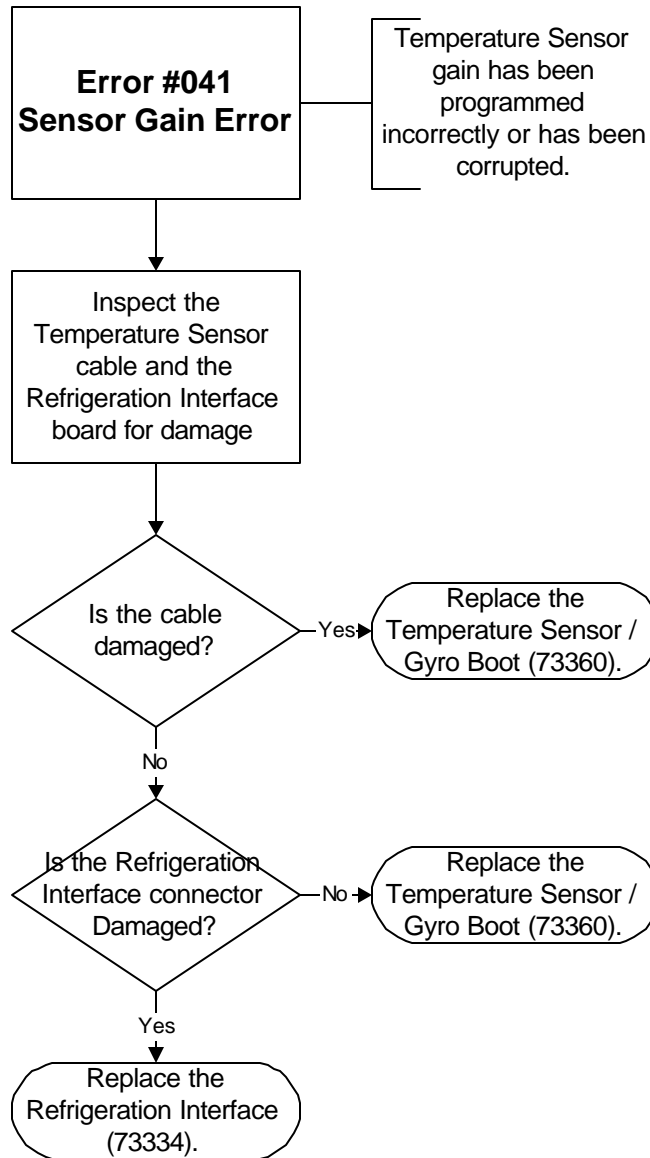 Error #041
Sensor Gain Error
Temperature Sensor
gain has been
programmed
incorrectly or has been
corrupted.
Inspect the
Temperature Sensor
cable and the
Refrigeration Interface
board for damage
Is the cable
damaged?
Yes
Replace the
Temperature Sensor /
Gyro Boot (73360).
No
Is the Refrigeration
Interface connector
Damaged?
No
Replace the
Temperature Sensor /
Gyro Boot (73360).
Yes
Replace the
Refrigeration Interface
(73334).